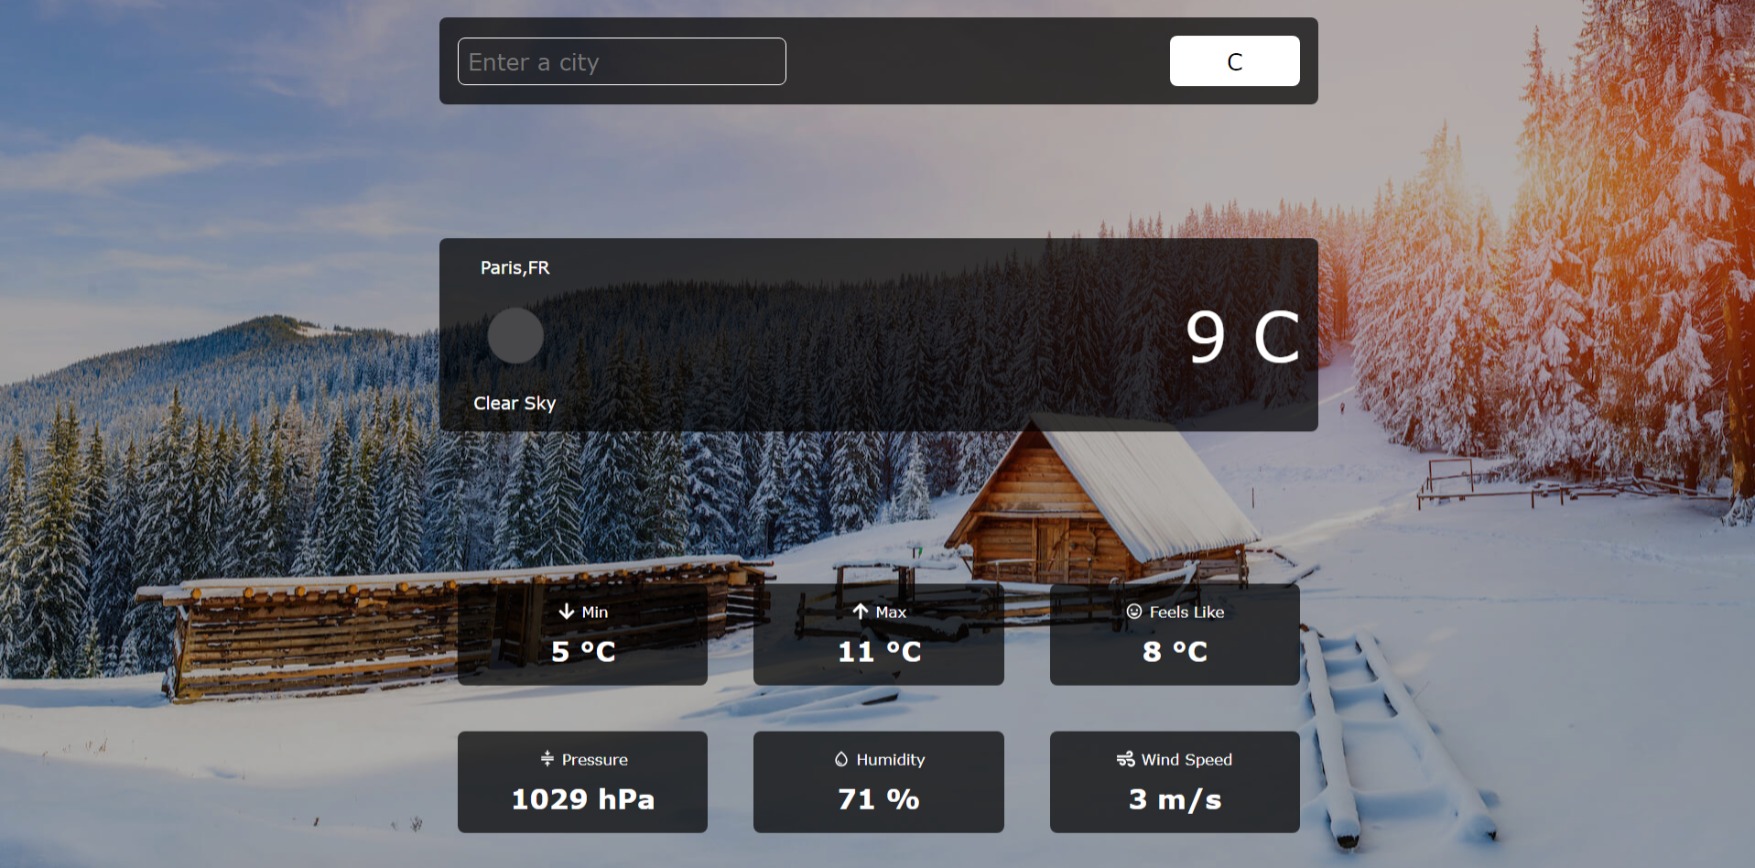 Enter a city
C
Paris,FR
9 C
Clear Sky
Min
5 °C
Max
11 °C
Feels Like
8 °C
Pressure
1029 hPa
Humidity
71 %
Wind Speed
3 m/s